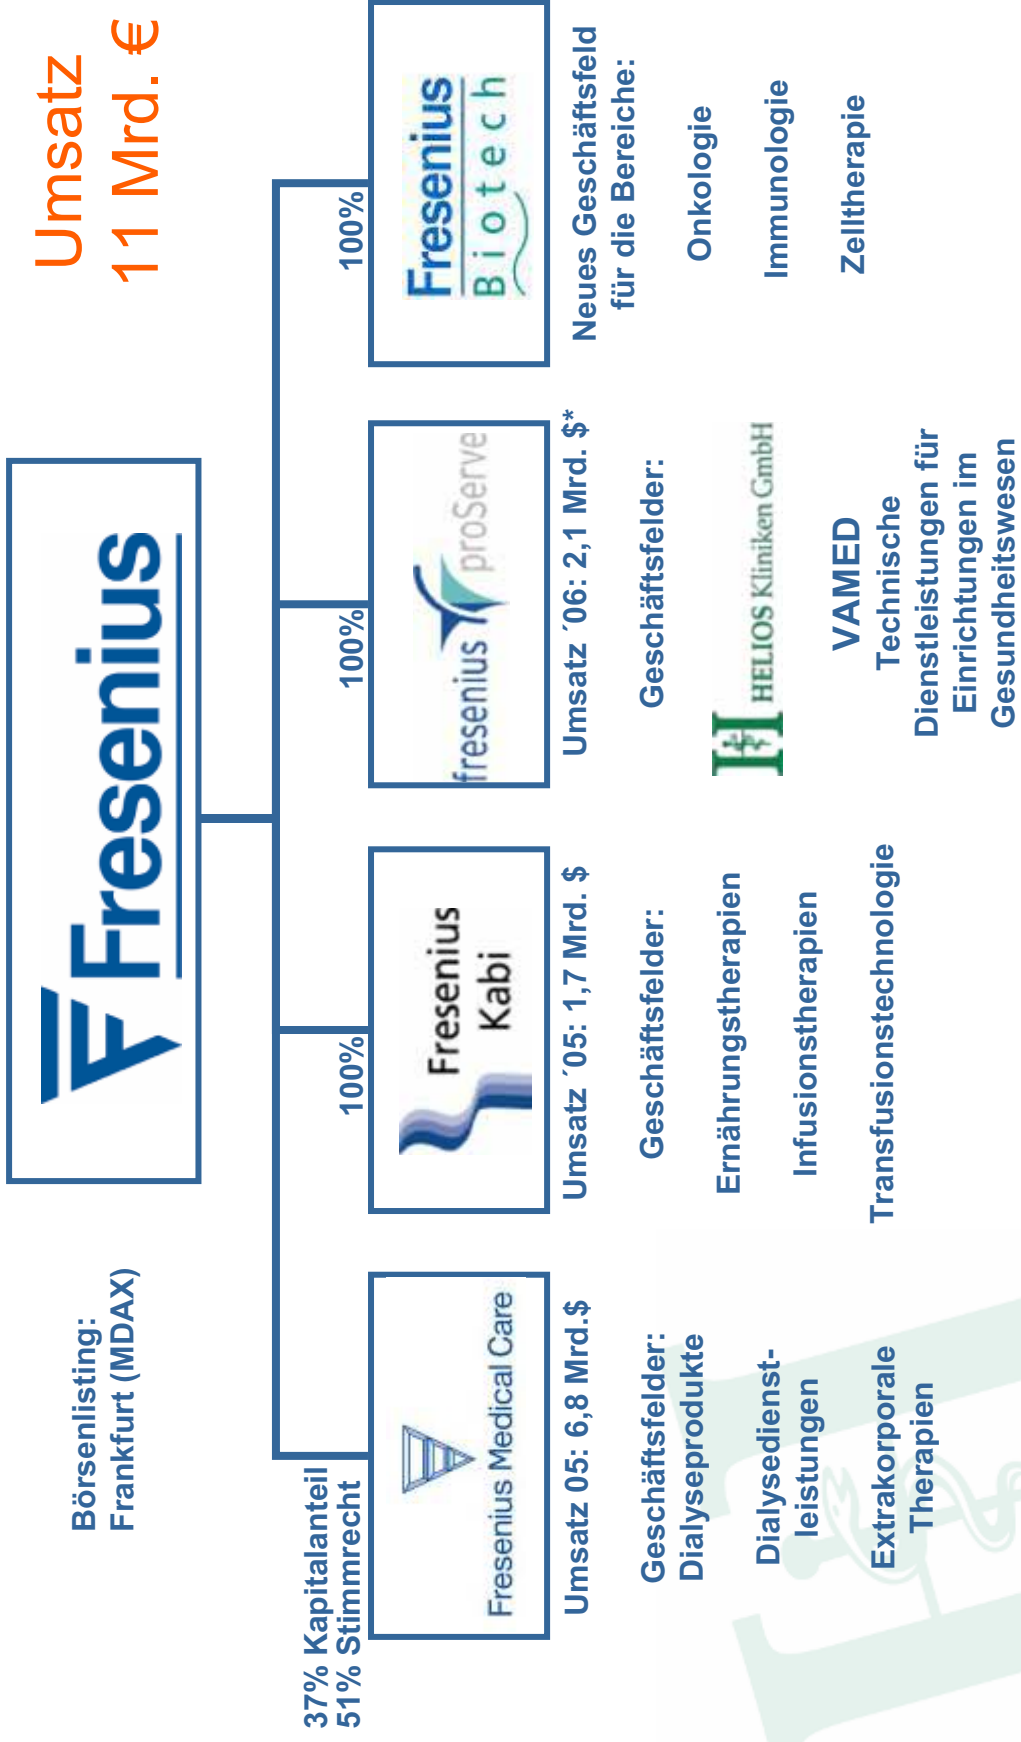 Umsatz
11 Mrd. €
Börsenlisting:
Frankfurt (MDAX)
Fresenius
37% Kapitalanteil
51% Stimmrecht
Fresenius Medical Care
Umsatz 05: 6,8 Mrd.$
Geschäftsfelder:
Dialyseprodukte
Dialysedienst-
leistungen
Extrakorporale
Therapien
100%
Fresenius
Kabi
Umsatz ´05: 1,7 Mrd. $
Geschäftsfelder:
Ernährungstherapien
Infusionstherapien
Transfusionstechnologie
100%
fresenius proServe
Umsatz ´06: 2,1 Mrd. $*
Geschäftsfelder:
HELIOS Kliniken GmbH
VAMED
Technische
Dienstleistungen für
Einrichtungen im
Gesundheitswesen
100%
Fresenius
Biotech
Neues Geschäftsfeld
für die Bereiche:
Onkologie
Immunologie
Zelltherapie